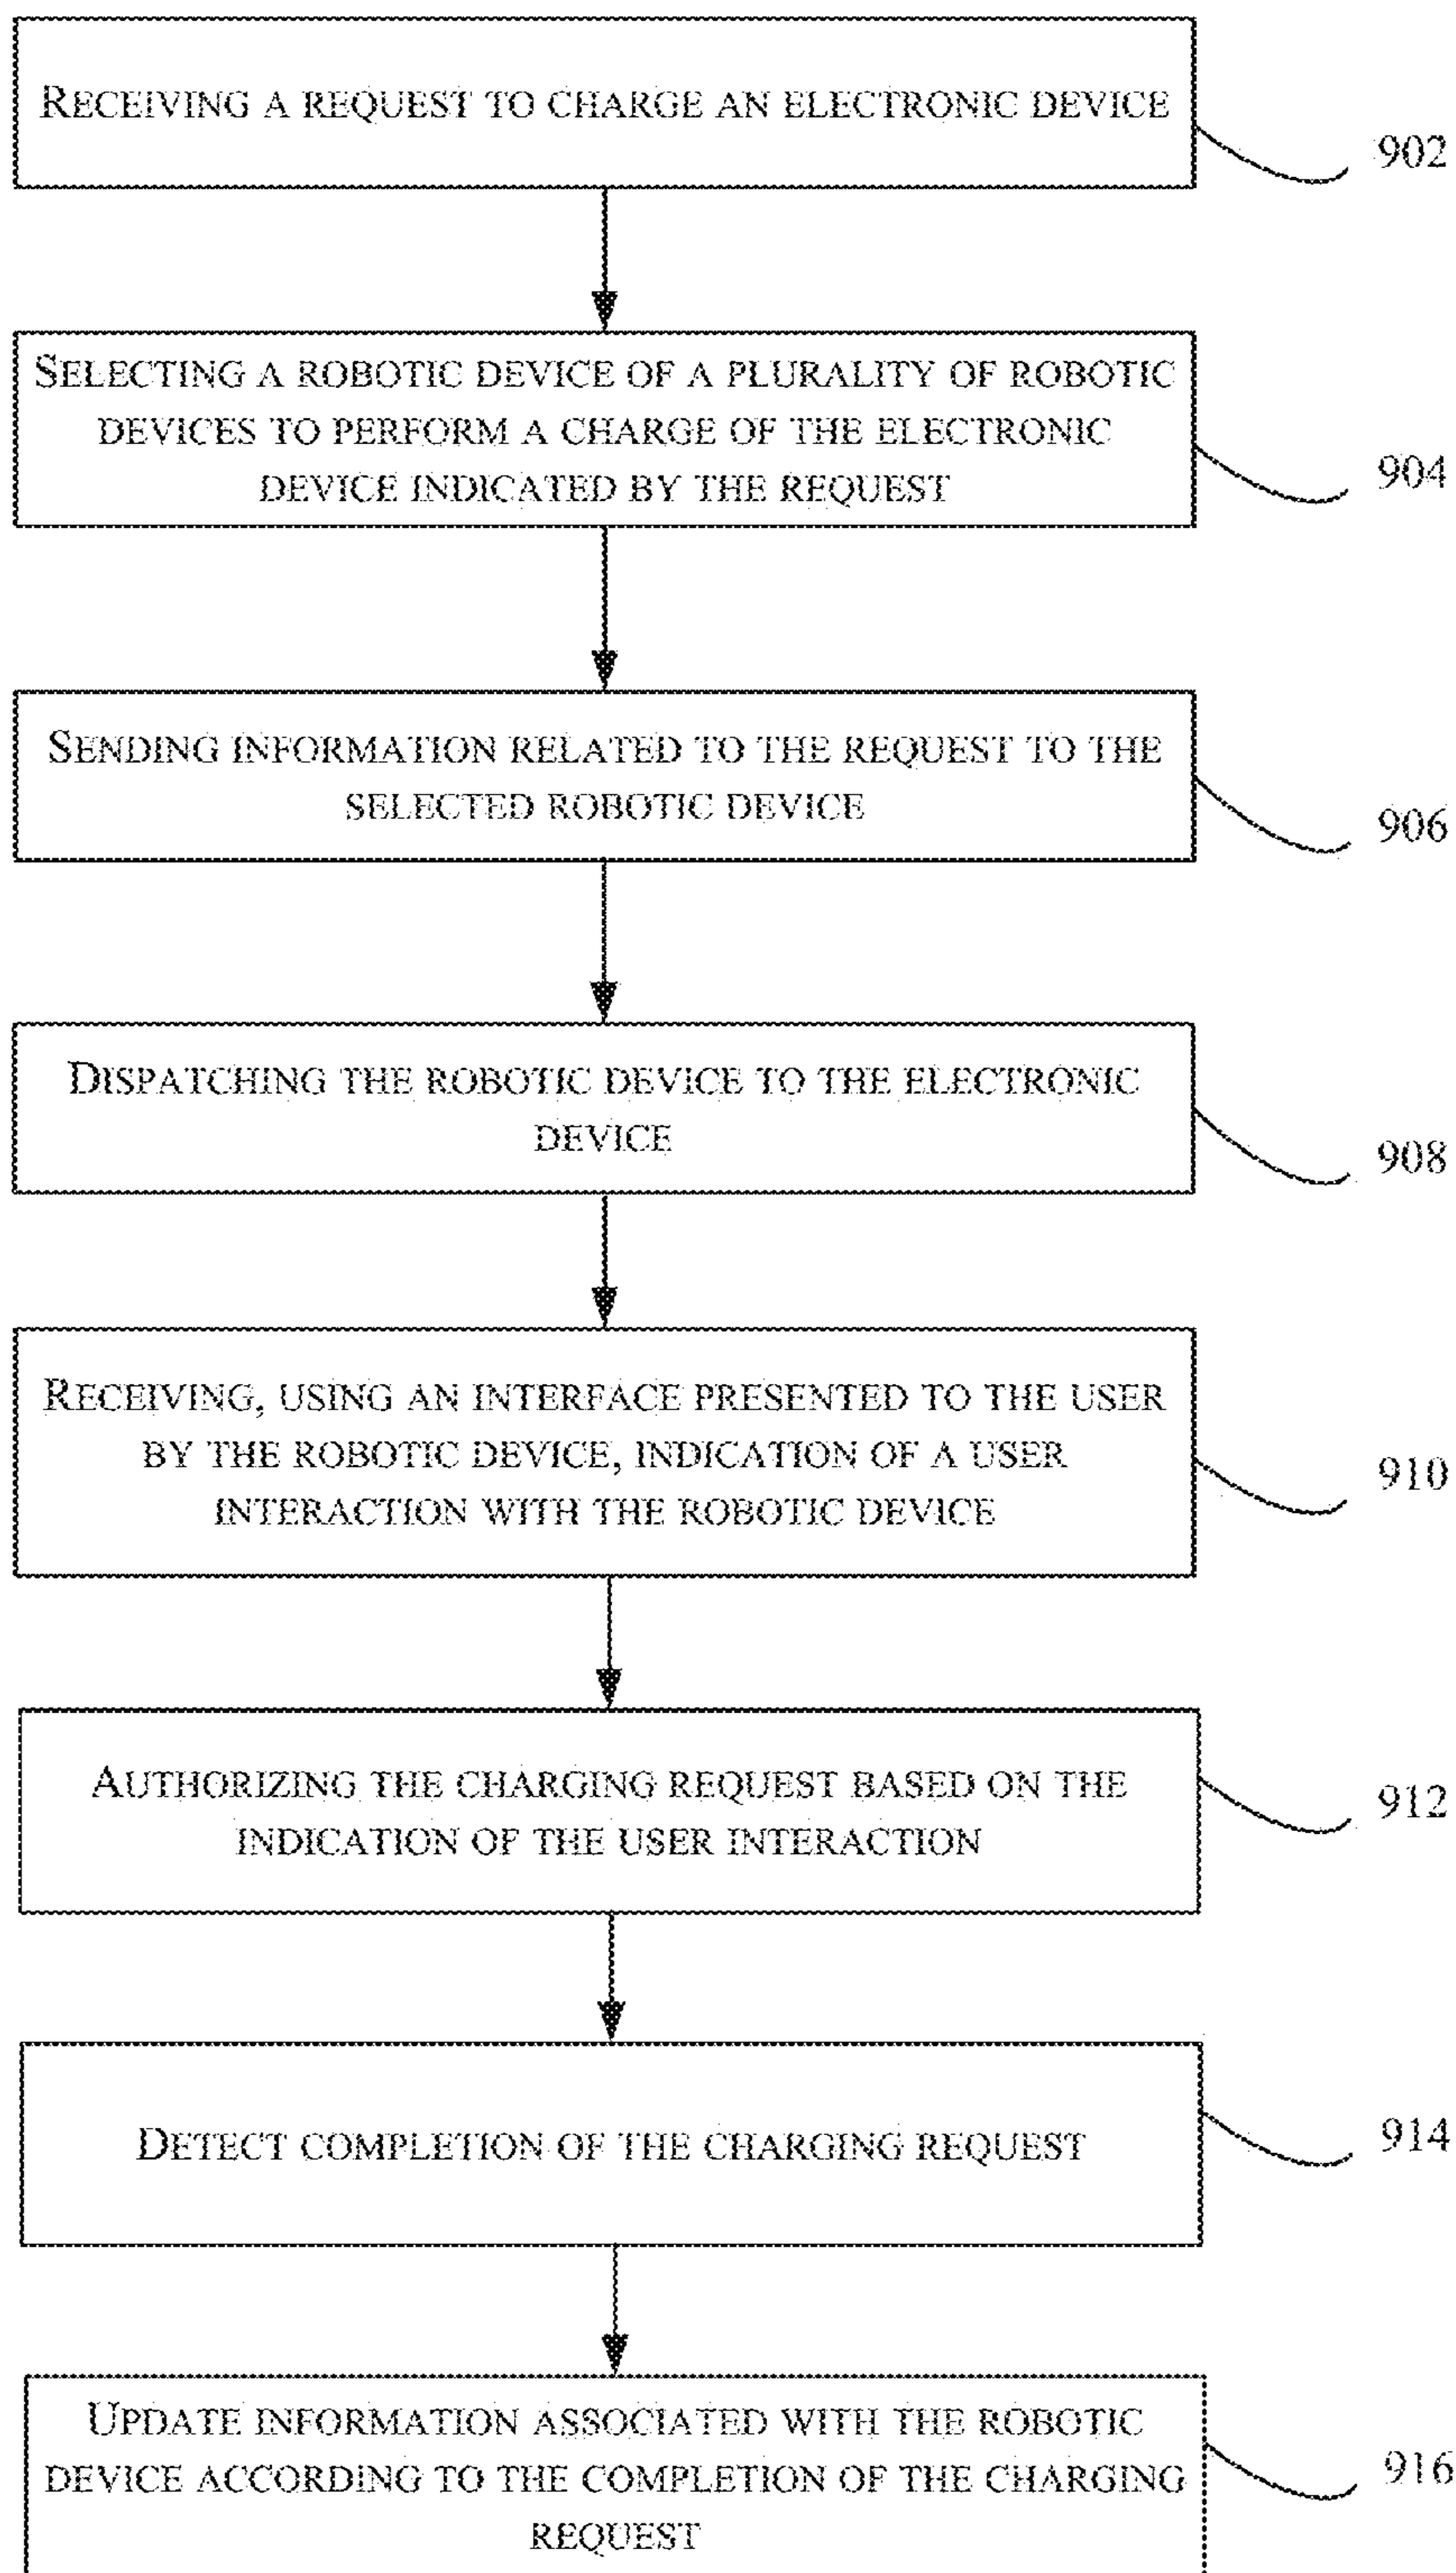 RECEIVING A REQUEST TO CHARGE AN ELECTRONIC DEVICE
902
SELECTING A ROBOTIC DEVICE OF A PLURALITY OF ROBOTIC
DEVICES TO PERFORM A CHARGE OF THE ELECTRONIC
DEVICE INDICATED BY THE REQUEST
904
SENDING INFORMATION RELATED TO THE REQUEST TO THE
SELECTED ROBOTIC DEVICE
906
DISPATCHING THE ROBOTIC DEVICE TO THE ELECTRONIC
DEVICE
908
RECEIVING, USING AN INTERFACE PRESENTED TO THE USER
BY THE ROBOTIC DEVICE, INDICATION OF A USER
INTERACTION WITH THE ROBOTIC DEVICE
910
AUTHORIZING THE CHARGING REQUEST BASED ON THE
INDICATION OF THE USER INTERACTION
912
DETECT COMPLETION OF THE CHARGING REQUEST
914
UPDATE INFORMATION ASSOCIATED WITH THE ROBOTIC
DEVICE ACCORDING TO THE COMPLETION OF THE CHARGING
REQUEST
916